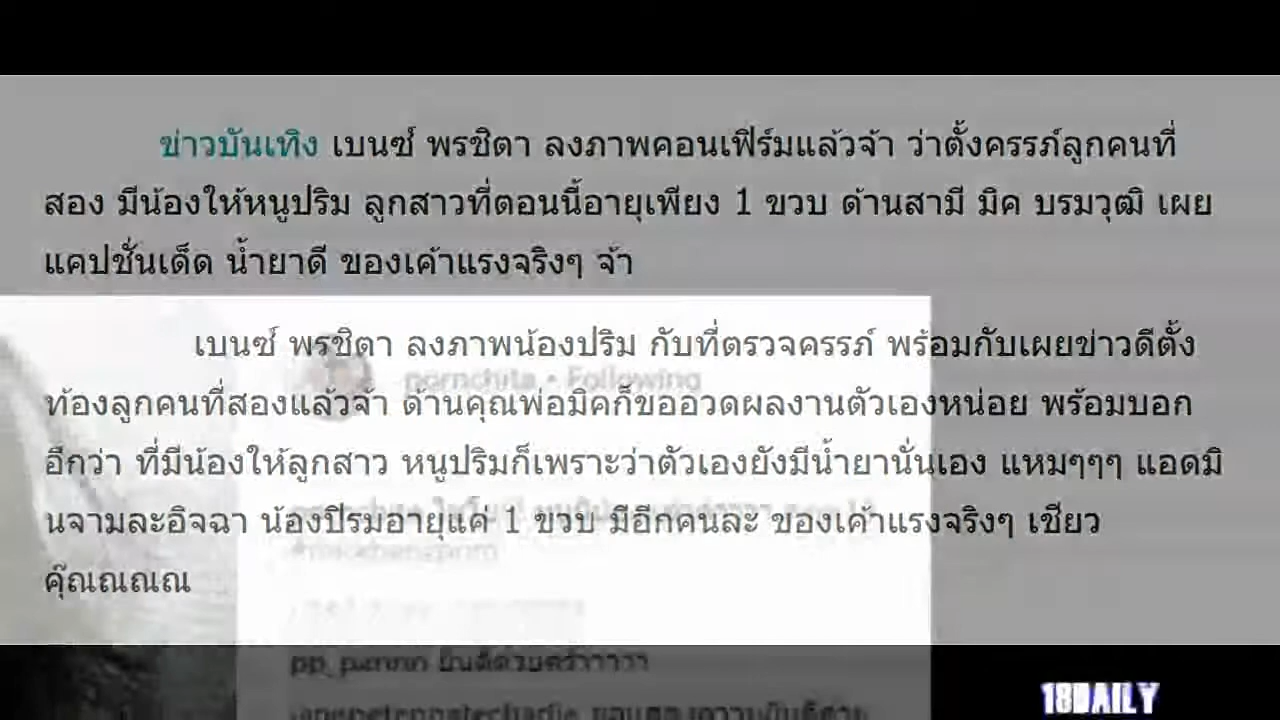 ข่าวบันเทิง เบนซ์ พรชิตา ลงภาพคอนเฟิร์มแล้วจ้า ว่าตั้งครรภ์ลูกคนที่
สอง มีน้องให้หนูปริม ลูกสาวที่ตอนนี้อายุเพียง 1 ขวบ ด้านสามี มิค บรมวุฒิ เผย
แคปชั่นเด็ด น้ำยาดี ของเค้าแรงจริงๆ จ้า
เบนซ์ พรชิตา ลงภาพน้องปริม กับที่ตรวจครรภ์ พร้อมกับเผยข่าวดีตั้ง
pornchita • Following
ท้องลูกคนที่สองแล้วจ้า ด้านคุณพ่อมิคก็ขออวดผลงานตัวเองหน่อย พร้อมบอก
อีกว่า ที่มีน้องให้ลูกสาว หนูปริมก็เพราะว่าตัวเองยังมีน้ำยานั่นเอง แหมๆๆๆ แอดมิ
นจามละอิจฉา น้องปิรมอายุแค่ 1 ขวบ มีอีกคนละ ของเค้าแรงจริงๆ เชียว
คุ๊ณณณณ
ยินดีด้วยคร้าาาาา
18DAILY